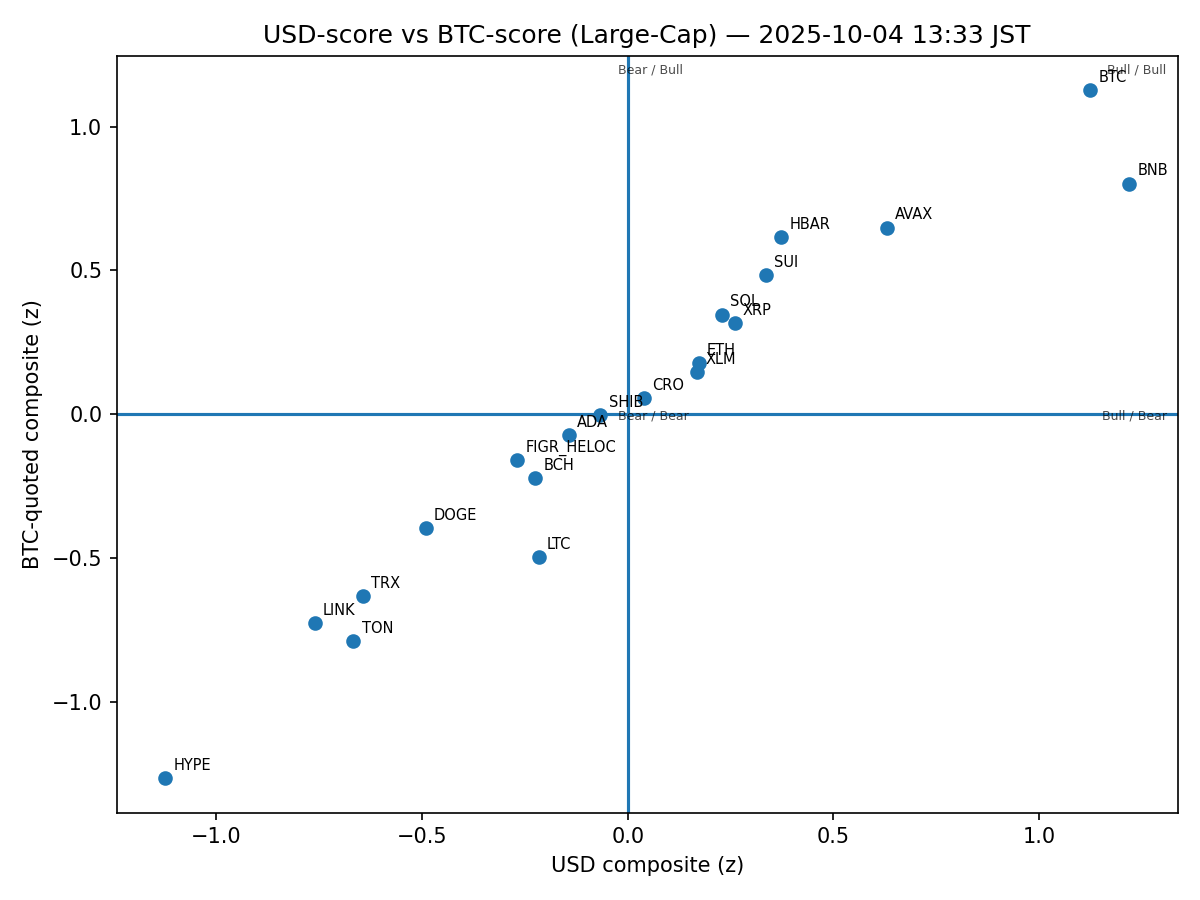 USD-score vs BTC-score (Large-Cap) — 2025-10-04 13:33 JST
Bear / Bull
Bull / Bull
BTC
1.0
BNB
AVAX
HBAR
SUI
0.5
SOL
XRP
ETH
XLM
CRO
SHIB
0.0
Bear / Bear
Bull / Bear
ADA
FIGR_HELOC
BCH
DOGE
LTC
−0.5
TRX
LINK
TON
−1.0
HYPE
BTC-quoted composite (z)
−1.0
−0.5
0.0
0.5
1.0
USD composite (z)